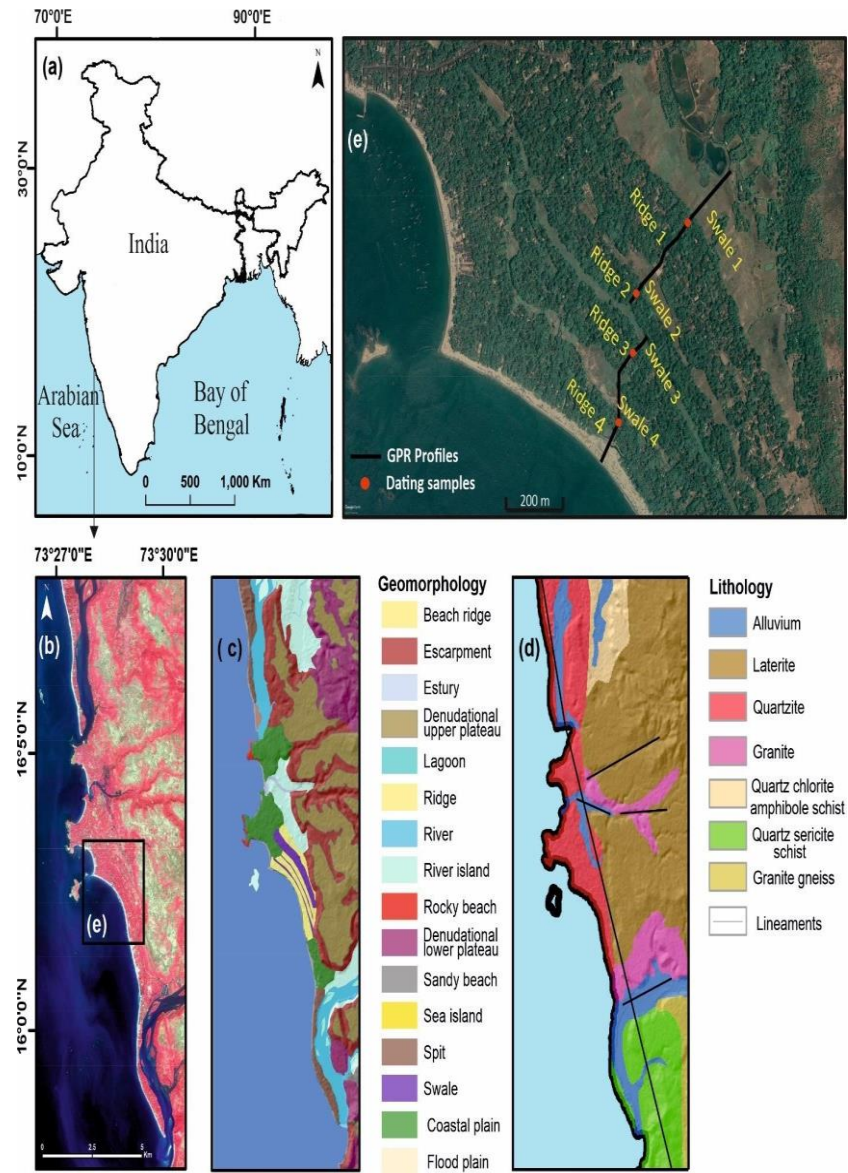 70°0'E
90°0'E
(a)
N
30°0'N
10°0'N
India
Arabian
Sea
Bay of
Bengal
0 500 1,000 Km
(e)
Ridge 1
Swale 1
Ridge 2
Swale 2
Ridge 3
Swale 3
Ridge 4
Swale 4
GPR Profiles
Dating samples
200 m
73°27'0"E
73°30'0"E
N
(b)
16°5'0"N
(e)
16°0'0"N
0 2.5 5
Km
( c)
Geomorphology
Beach ridge
Escarpment
Estury
Denudational
upper plateau
Lagoon
Ridge
River
River island
Rocky beach
Denudational
lower plateau
Sandy beach
Sea island
Spit
Swale
Coastal plain
Flood plain
(d)
Lithology
Alluvium
Laterite
Quartzite
Granite
Quartz chlorite
amphibole schist
Quartz sericite
schist
Granite gneiss
Lineaments